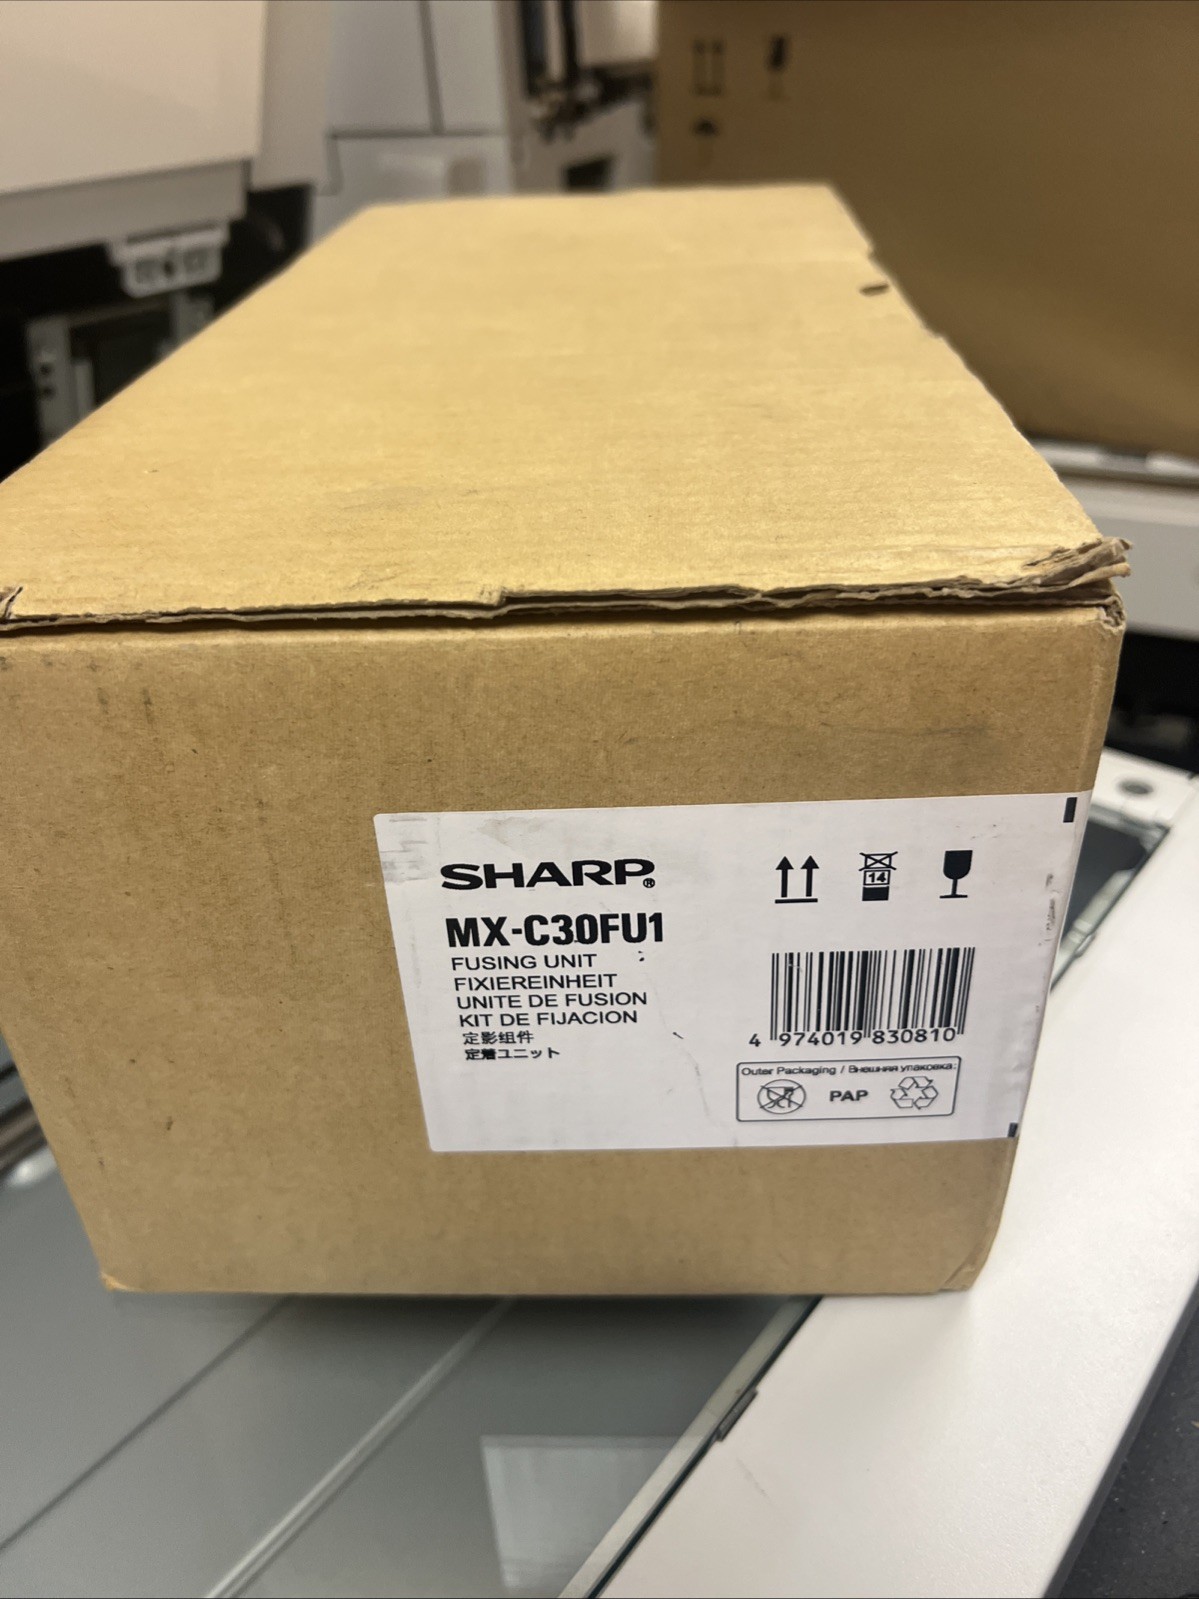 SHARP®
MX-C30FU1
FUSING UNIT
FIXIEREINHEIT
UNITE DE FUSION
KIT DE FIJACION
定影组件
定着ユニット
14
4 974019 830810
Outer Packaging / Внешняя упаковка:
PAP